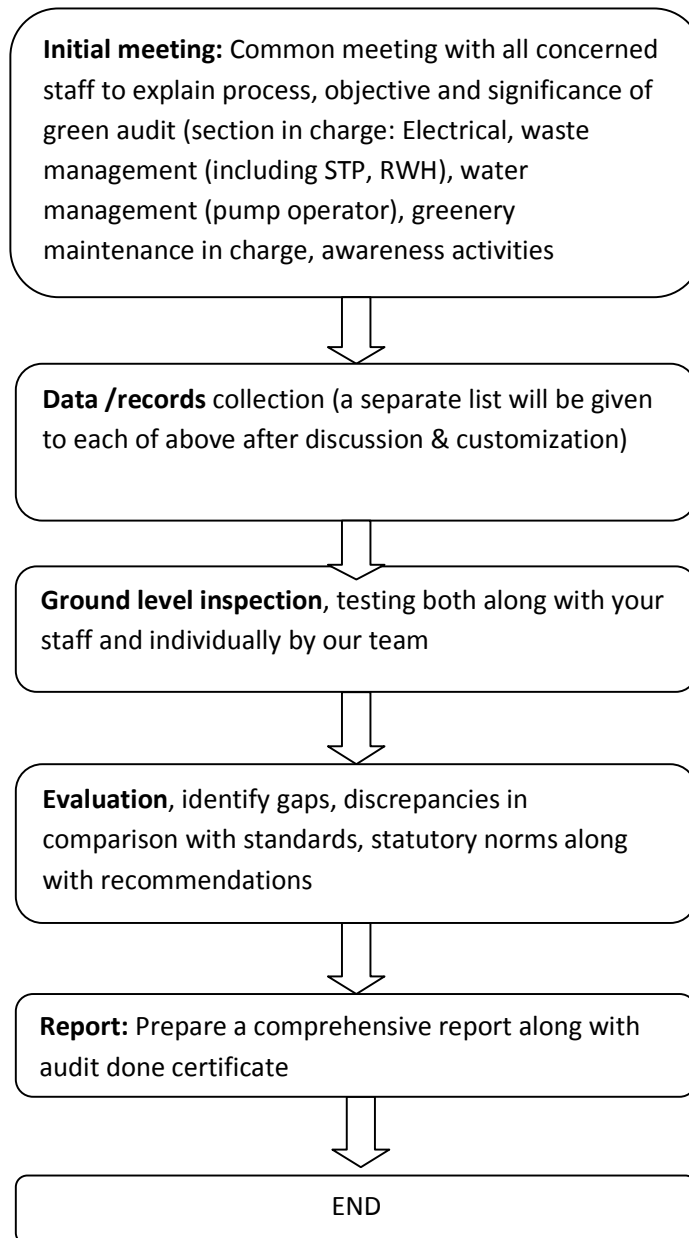 Initial meeting: Common meeting with all concerned
staff to explain process, objective and significance of
green audit (section in charge: Electrical, waste
management (including STP, RWH), water
management (pump operator), greenery
maintenance in charge, awareness activities
Data /records collection (a separate list will be given
to each of above after discussion & customization)
Ground level inspection, testing both along with your
staff and individually by our team
Evaluation, identify gaps, discrepancies in
comparison with standards, statutory norms along
with recommendations
Report: Prepare a comprehensive report along with
audit done certificate
END